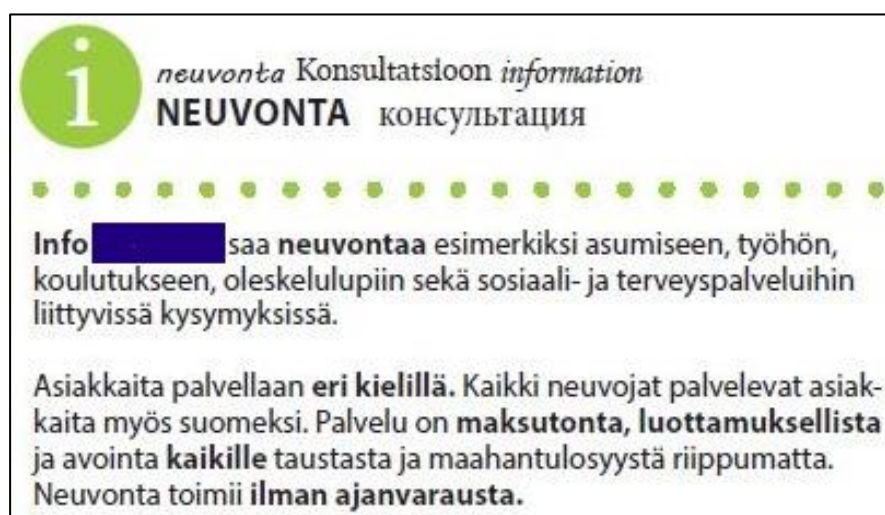 i
neuvonta Konsultatsioon information
NEUVONTA консультация
Info saa neuvontaa esimerkiksi asumiseen, työhön,
koulutukseen, oleskelulupiin sekä sosiaali- ja terveyspalveluihin
liittyvissä kysymyksissä.
Asiakkaita palvellaan eri kielillä. Kaikki neuvojat palvelevat asiak-
kaita myös suomeksi. Palvelu on maksutonta, luottamuksellista
ja avointa kaikille taustasta ja maahantulosyystä riippumatta.
Neuvonta toimii ilman ajanvarausta.